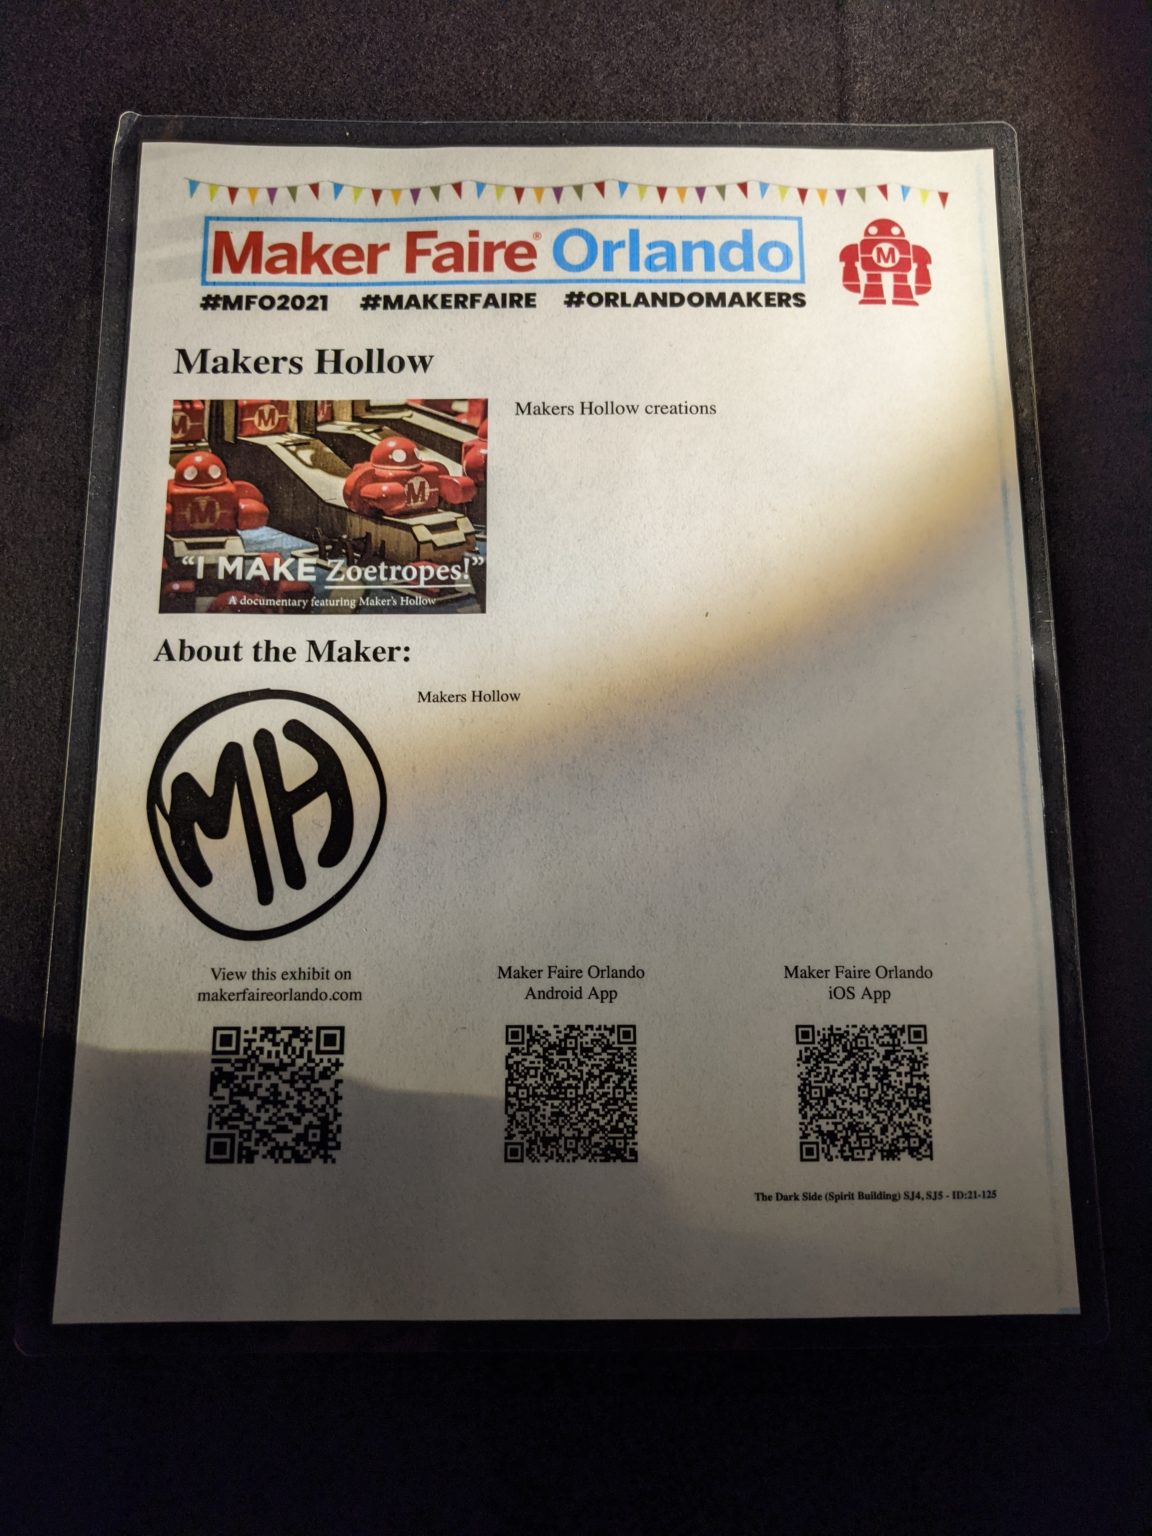 Maker Faire® Orlando
#MFO2021 #MAKERFAIRE #ORLANDOMAKERS
M
Makers Hollow
Makers Hollow creations
M
M
M
M
"I MAKE Zoetropes!"
A documentary featuring Maker's Hollow
About the Maker:
Makers Hollow
MH
View this exhibit on
makerfaireorlando.com
Maker Faire Orlando
Android App
Maker Faire Orlando
iOS App
The Dark Side (Spirit Building) SJ4, SJ5 - ID:21-125